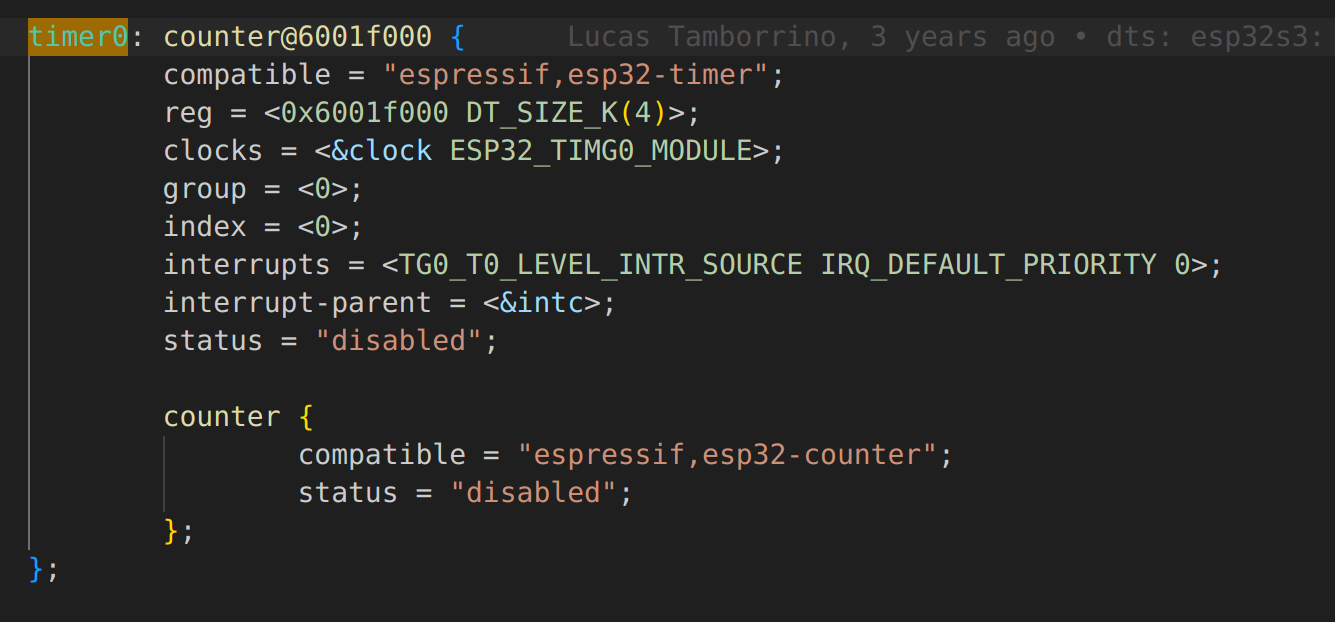 timer0: counter@6001f000 {     Lucas Tamborrino, 3 years ago • dts: esp32s3:
        compatible = "espressif,esp32-timer";
        reg = <0x6001f000 DT_SIZE_K(4)>;
        clocks = <&clock ESP32_TIMG0_MODULE>;
        group = <0>;
        index = <0>;
        interrupts = <TG0_T0_LEVEL_INTR_SOURCE IRQ_DEFAULT_PRIORITY 0>;
        interrupt-parent = <&intc>;
        status = "disabled";

        counter {
                compatible = "espressif,esp32-counter";
                status = "disabled";
        };
};